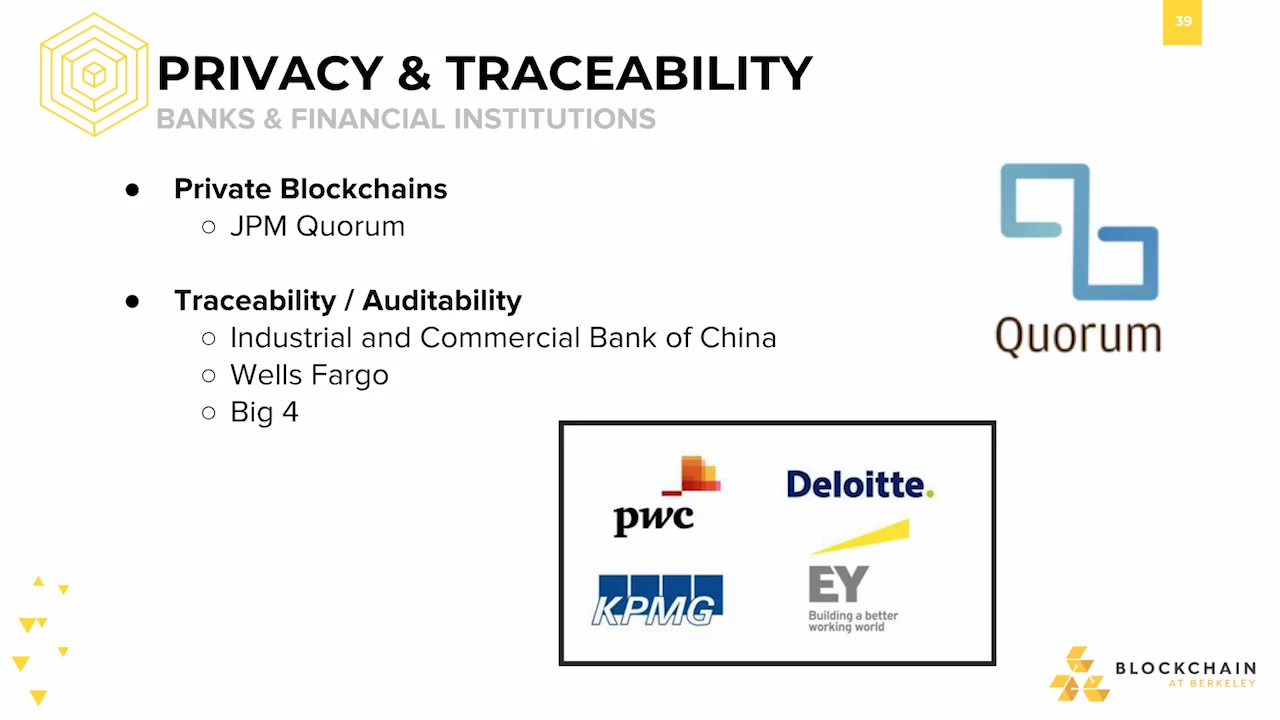 39
PRIVACY & TRACEABILITY
BANKS & FINANCIAL INSTITUTIONS
● Private Blockchains
○ JPM Quorum
● Traceability / Auditability
○ Industrial and Commercial Bank of China
○ Wells Fargo
○ Big 4
Quorum
pwc
Deloitte.
KPMG
EY
Building a better
working world
BLOCKCHAIN
AT BERKELEY